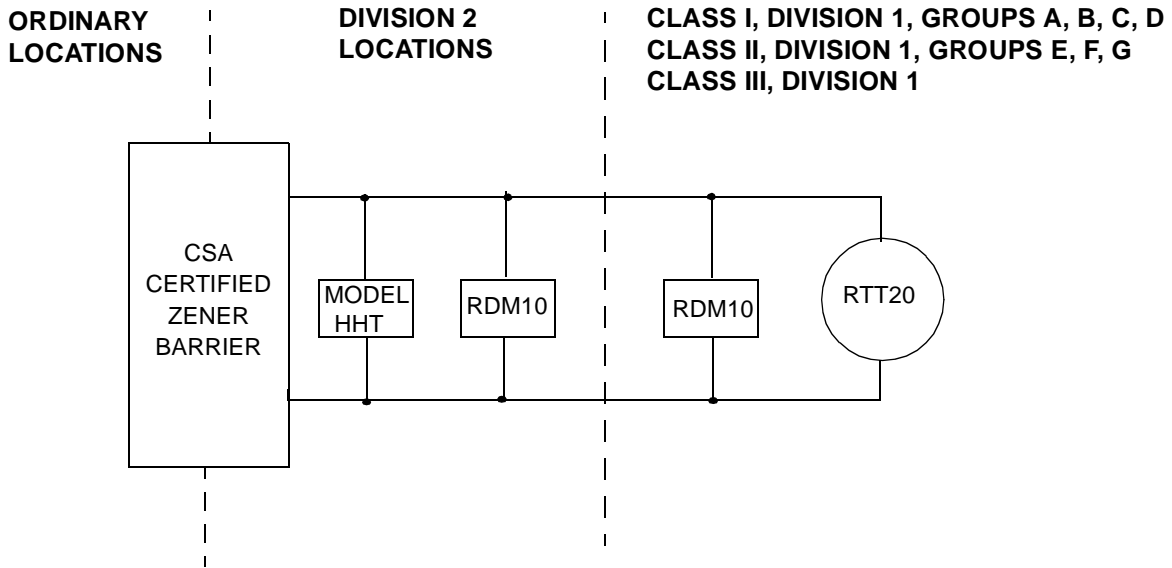 ORDINARY
LOCATIONS
DIVISION 2
LOCATIONS
CLASS I, DIVISION 1, GROUPS A, B, C, D
CLASS II, DIVISION 1, GROUPS E, F, G
CLASS III, DIVISION 1
CSA
CERTIFIED
ZENER
BARRIER
MODEL
HHT
RDM10
RDM10
RTT20